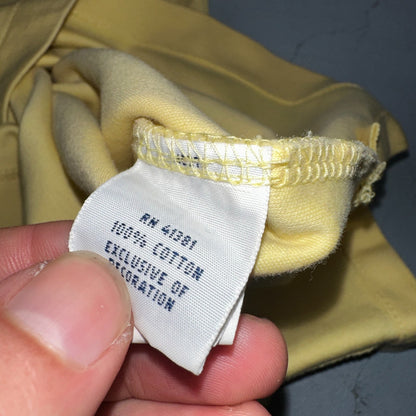 RN 41381
100% COTTON
EXCLUSIVE OF
DECORATION